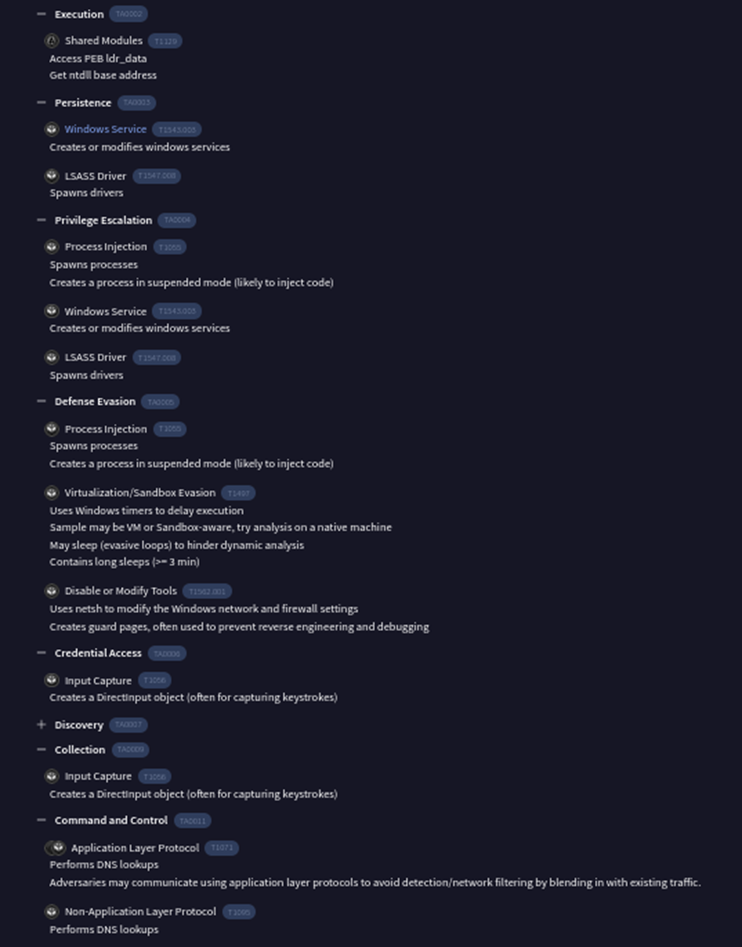 Execution TA0002
Shared Modules T1129
Access PEB ldr_data
Get ntdll base address
Persistence TA0003
Windows Service T1543.003
Creates or modifies windows services
LSASS Driver T1547.008
Spawns drivers
Privilege Escalation TA0004
Process Injection T1055
Spawns processes
Creates a process in suspended mode (likely to inject code)
Windows Service T1543.003
Creates or modifies windows services
LSASS Driver T1547.008
Spawns drivers
Defense Evasion TA0005
Process Injection T1055
Spawns processes
Creates a process in suspended mode (likely to inject code)
Virtualization/Sandbox Evasion T1497
Uses Windows timers to delay execution
Sample may be VM or Sandbox-aware, try analysis on a native machine
May sleep (evasive loops) to hinder dynamic analysis
Contains long sleeps (>= 3 min)
Disable or Modify Tools T1562.001
Uses netsh to modify the Windows network and firewall settings
Creates guard pages, often used to prevent reverse engineering and debugging
Credential Access TA0006
Input Capture T1056
Creates a DirectInput object (often for capturing keystrokes)
Discovery TA0007
Collection TA0009
Input Capture T1056
Creates a DirectInput object (often for capturing keystrokes)
Command and Control TA0011
Application Layer Protocol T1071
Performs DNS lookups
Adversaries may communicate using application layer protocols to avoid detection/network filtering by blending in with existing traffic.
Non-Application Layer Protocol T1095
Performs DNS lookups